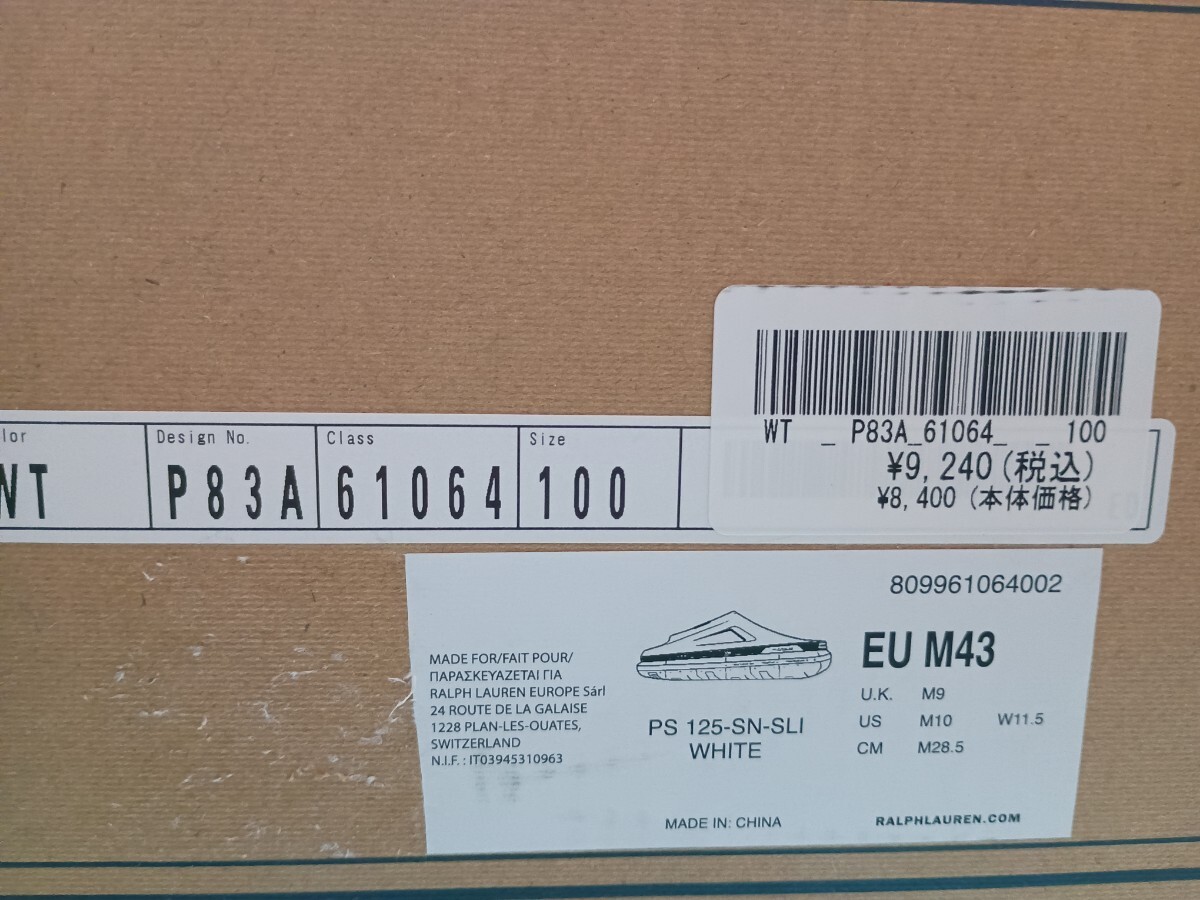 WT _ P83A_61064_ _ 100
¥9,240(税込)
¥8,400 (本体価格)
lor Design No. Class Size
WT P83A 61064 100
809961064002
EU M43
U.K. M9
US M10 W11.5
CM M28.5
MADE FOR/FAIT POUR/
ΠΑΡΑΣΚΕΥΑΖΕΤΑΙ ΓΙΑ
RALPH LAUREN EUROPE Sárl
24 ROUTE DE LA GALAISE
1228 PLAN-LES-OUATES,
SWITZERLAND
N.I.F. : IT03945310963
PS 125-SN-SLI
WHITE
MADE IN: CHINA
RALPHLAUREN.COM